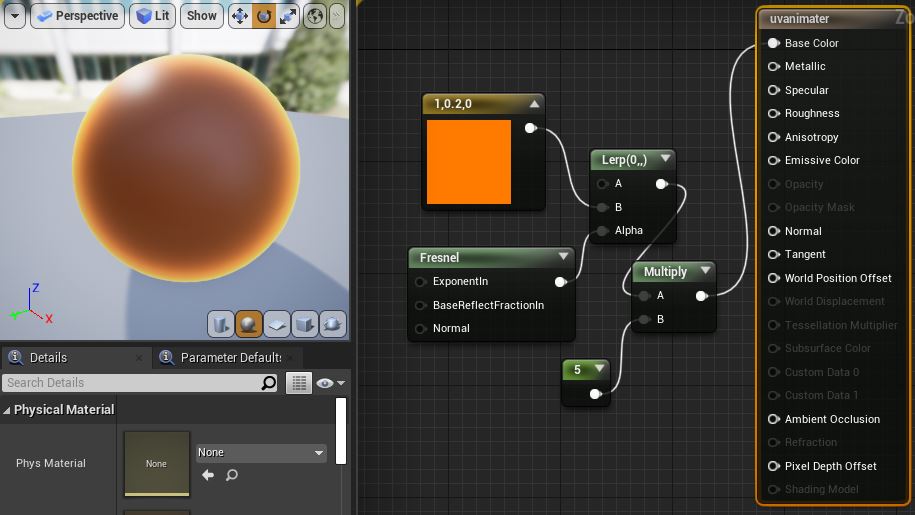 Perspective
Lit
Show
Z
X
Details
Parameter Default:
Search Details
Physical Material
Phys Material
None
None
1,0.2,0
Lerp(0,,)
A
B
Alpha
Fresnel
ExponentIn
BaseReflectFractionIn
Normal
Multiply
A
B
5
uvanimater
Zo
Base Color
Metallic
Specular
Roughness
Anisotropy
Emissive Color
Opacity
Opacity Mask
Normal
Tangent
World Position Offset
World Displacement
Tessellation Multiplier
Subsurface Color
Custom Data 0
Custom Data 1
Ambient Occlusion
Refraction
Pixel Depth Offset
Shading Model